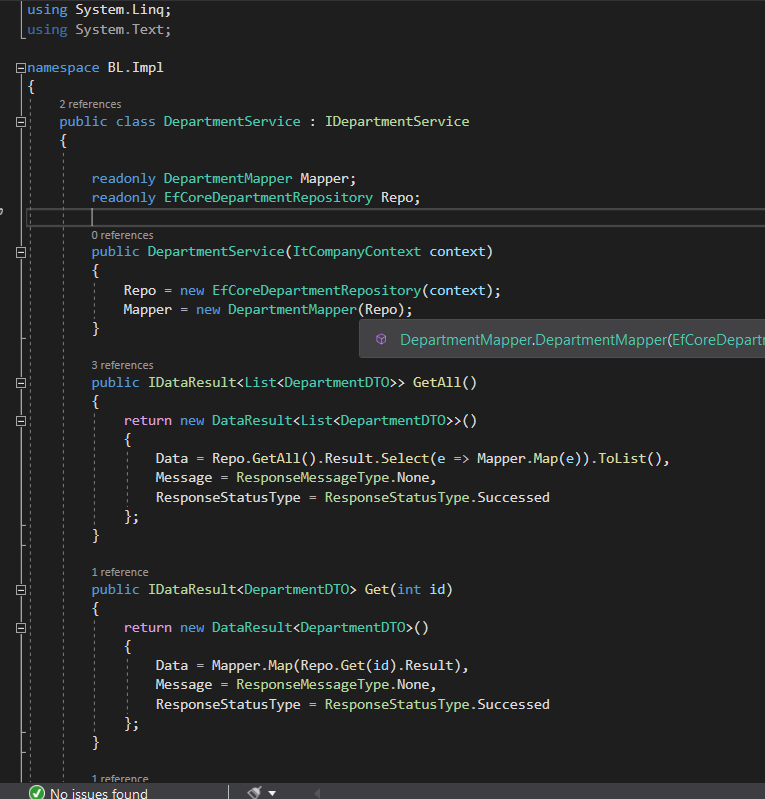 using System.Linq;
using System.Text;
namespace BL.Impl
{
2 references
public class DepartmentService : IDepartmentService
{
readonly DepartmentMapper Mapper;
readonly EfCoreDepartmentRepository Repo;
0 references
public DepartmentService(ItCompanyContext context)
{
Repo = new EfCoreDepartmentRepository(context);
Mapper = new DepartmentMapper(Repo);
}
DepartmentMapper.DepartmentMapper(EfCoreDepartm
3 references
public IDataResult<List<DepartmentDTO>> GetAll()
{
return new DataResult<List<DepartmentDTO>>()
{
Data = Repo.GetAll().Result.Select(e => Mapper.Map(e)).ToList(),
Message = ResponseMessageType.None,
ResponseStatusType = ResponseStatusType.Successed
};
}
1 reference
public IDataResult<DepartmentDTO> Get(int id)
{
return new DataResult<DepartmentDTO>()
{
Data = Mapper.Map(Repo.Get(id).Result),
Message = ResponseMessageType.None,
ResponseStatusType = ResponseStatusType.Successed
};
}
1 reference
No issues found